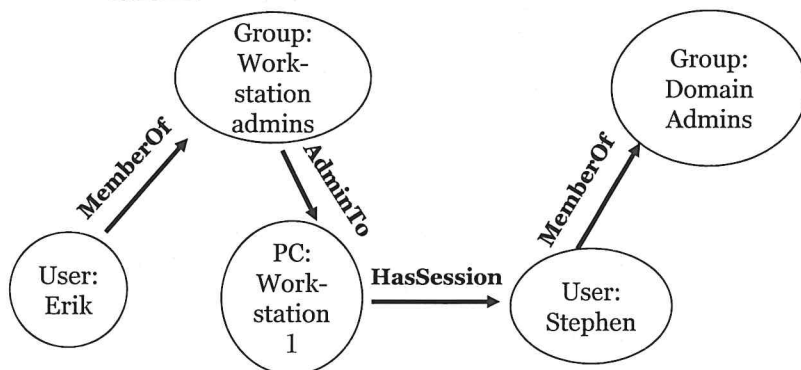 Group:
Work-
station
admins
Group:
Domain
Admins
MemberOf
AdminTo
MemberOf
User:
Erik
PC:
Work-
station
1
HasSession
User:
Stephen